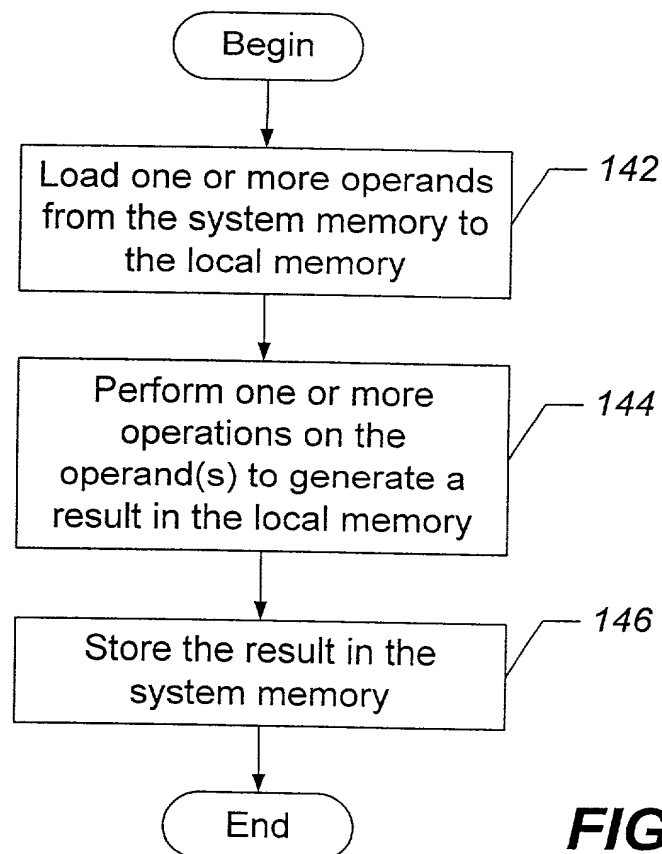 Begin
Load one or more operands
from the system memory to
the local memory
142
Perform one or more
operations on the
operand(s) to generate a
result in the local memory
144
Store the result in the
system memory
146
End
FIG